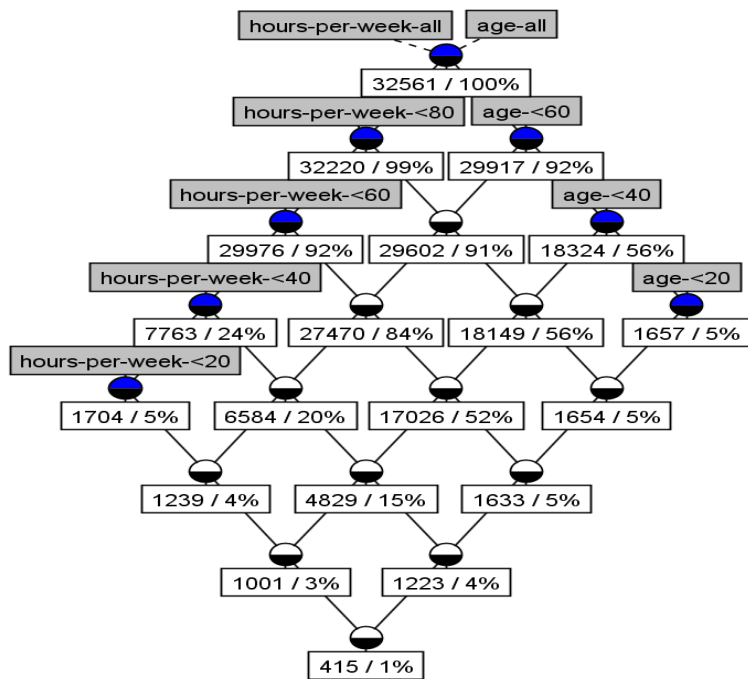 hours-per-week-all
age-all
32561 / 100%
hours-per-week-<80
age-<60
32220 / 99%
29917 / 92%
hours-per-week-<60
age-<40
29976 / 92%
29602 / 91%
18324 / 56%
hours-per-week-<40
age-<20
7763 / 24%
27470 / 84%
18149 / 56%
1657 / 5%
hours-per-week-<20
1704 / 5%
6584 / 20%
17026 / 52%
1654 / 5%
1239 / 4%
4829 / 15%
1633 / 5%
1001 / 3%
1223 / 4%
415 / 1%